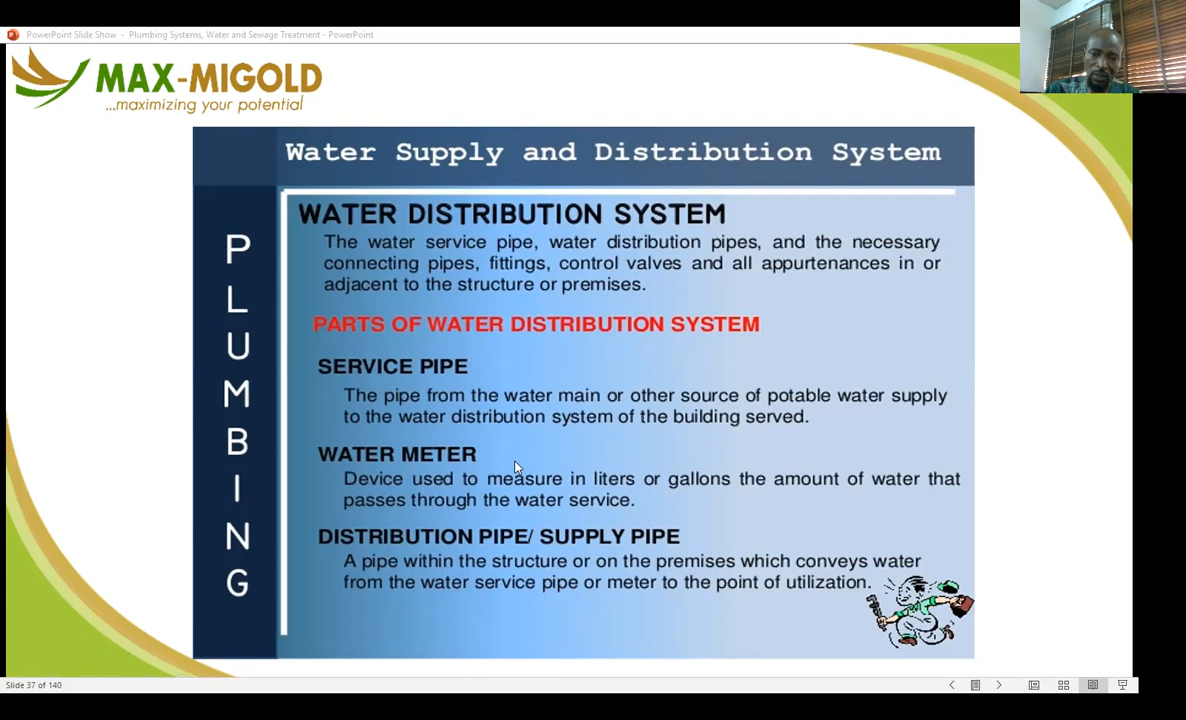 PowerPoint Slide Show - Plumbing Systems, Water and Sewage Treatment - PowerPoint
MAX-MIGOLD
...maximizing your potential
Water Supply and Distribution System
PLUMBING
WATER DISTRIBUTION SYSTEM
The water service pipe, water distribution pipes, and the necessary
connecting pipes, fittings, control valves and all appurtenances in or
adjacent to the structure or premises.
PARTS OF WATER DISTRIBUTION SYSTEM
SERVICE PIPE
The pipe from the water main or other source of potable water supply
to the water distribution system of the building served.
WATER METER
Device used to measure in liters or gallons the amount of water that
passes through the water service.
DISTRIBUTION PIPE/ SUPPLY PIPE
A pipe within the structure or on the premises which conveys water
from the water service pipe or meter to the point of utilization.
Slide 37 of 140